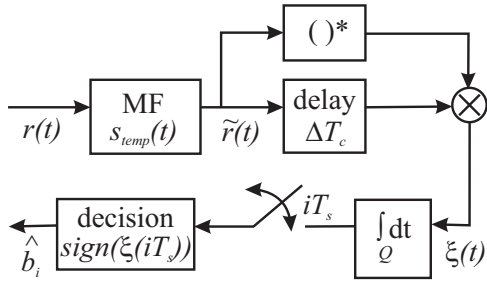 ( )*
MF
s_temp(t)
delay
ΔT_c
r(t)
r̃(t)
decision
sign(ξ(iT_s))
iT_s
∫dt
Q
ξ(t)
b̂_i